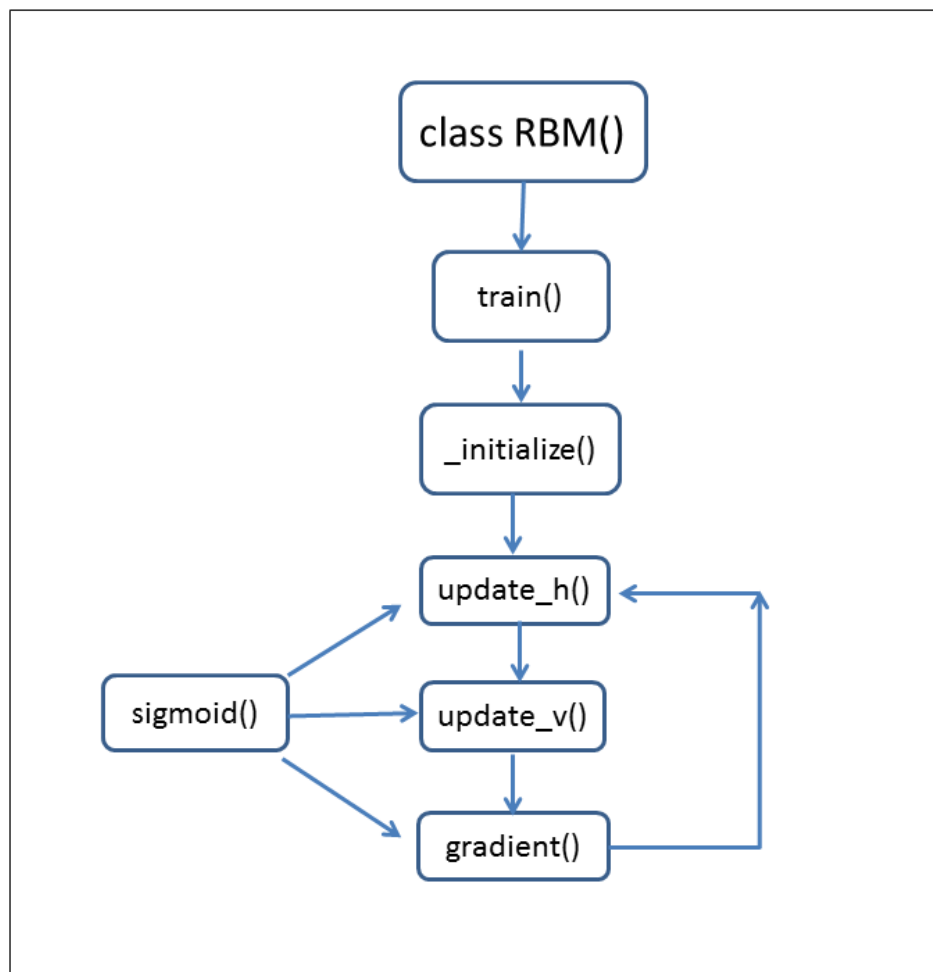 class RBM()
train()
_initialize()
update_h()
sigmoid()
update_v()
gradient()